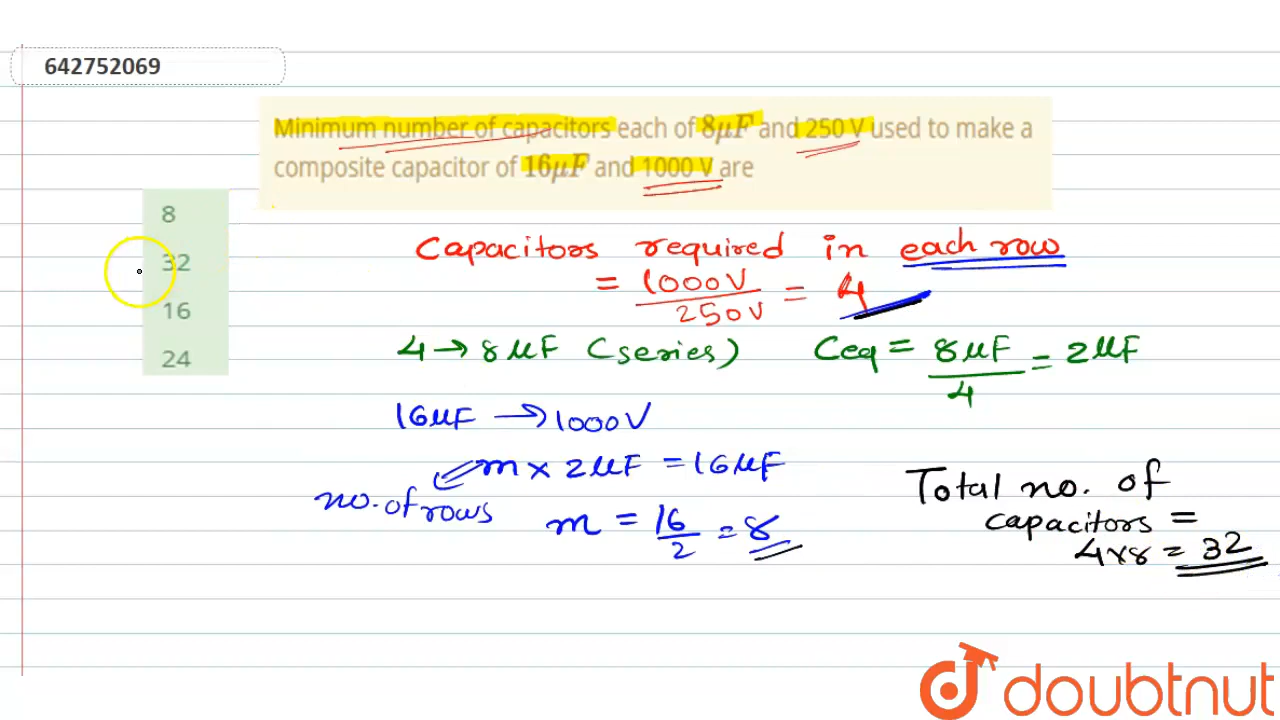 642752069
Minimum number of capacitors each of 8μF and 250 V used to make a
composite capacitor of 16μF and 1000 V are
8
32
16
24
Capacitors required in each row
= 1000V / 250V = 4
4 → 8μF (series) Ceq = 8μF / 4 = 2μF
16μF → 1000V
m × 2μF = 16μF
no. of rows
m = 16 / 2 = 8
Total no. of
capacitors =
4×8 = 32
doubtnut